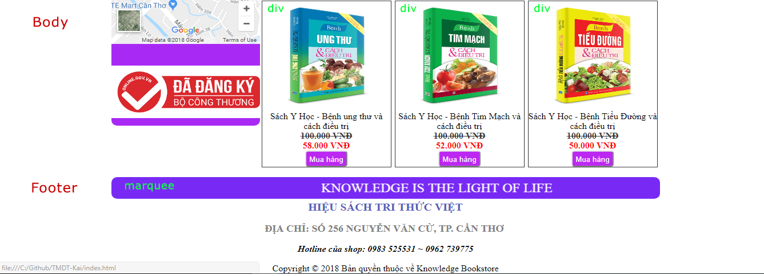 Body
TE Mart Cần Thơ
+
−
Google
Map data ©2018 Google Terms of Use
ONLINE.GOV.VN
ĐÃ ĐĂNG KÝ
BỘ CÔNG THƯƠNG
div
Bệnh
UNG THƯ
& CÁCH
ĐIỀU TRỊ
Sách Y Học - Bệnh ung thư và
cách điều trị
100.000 VNĐ
58.000 VNĐ
Mua hàng
div
Bệnh
TIM MẠCH
& CÁCH
ĐIỀU TRỊ
Sách Y Học - Bệnh Tim Mạch và
cách điều trị
100.000 VNĐ
52.000 VNĐ
Mua hàng
div
Bệnh
TIỂU ĐƯỜNG
& CÁCH
ĐIỀU TRỊ
Sách Y Học - Bệnh Tiểu Đường và
cách điều trị
100.000 VNĐ
50.000 VNĐ
Mua hàng
Footer
marquee
KNOWLEDGE IS THE LIGHT OF LIFE
HIỆU SÁCH TRI THỨC VIỆT
ĐỊA CHỈ: SỐ 256 NGUYỄN VĂN CỪ, TP. CẦN THƠ
Hotline của shop: 0983 525531 ~ 0962 739775
file:///C:/Github/TMDT-Kai/index.html
Copyright © 2018 Bản quyền thuộc về Knowledge Bookstore